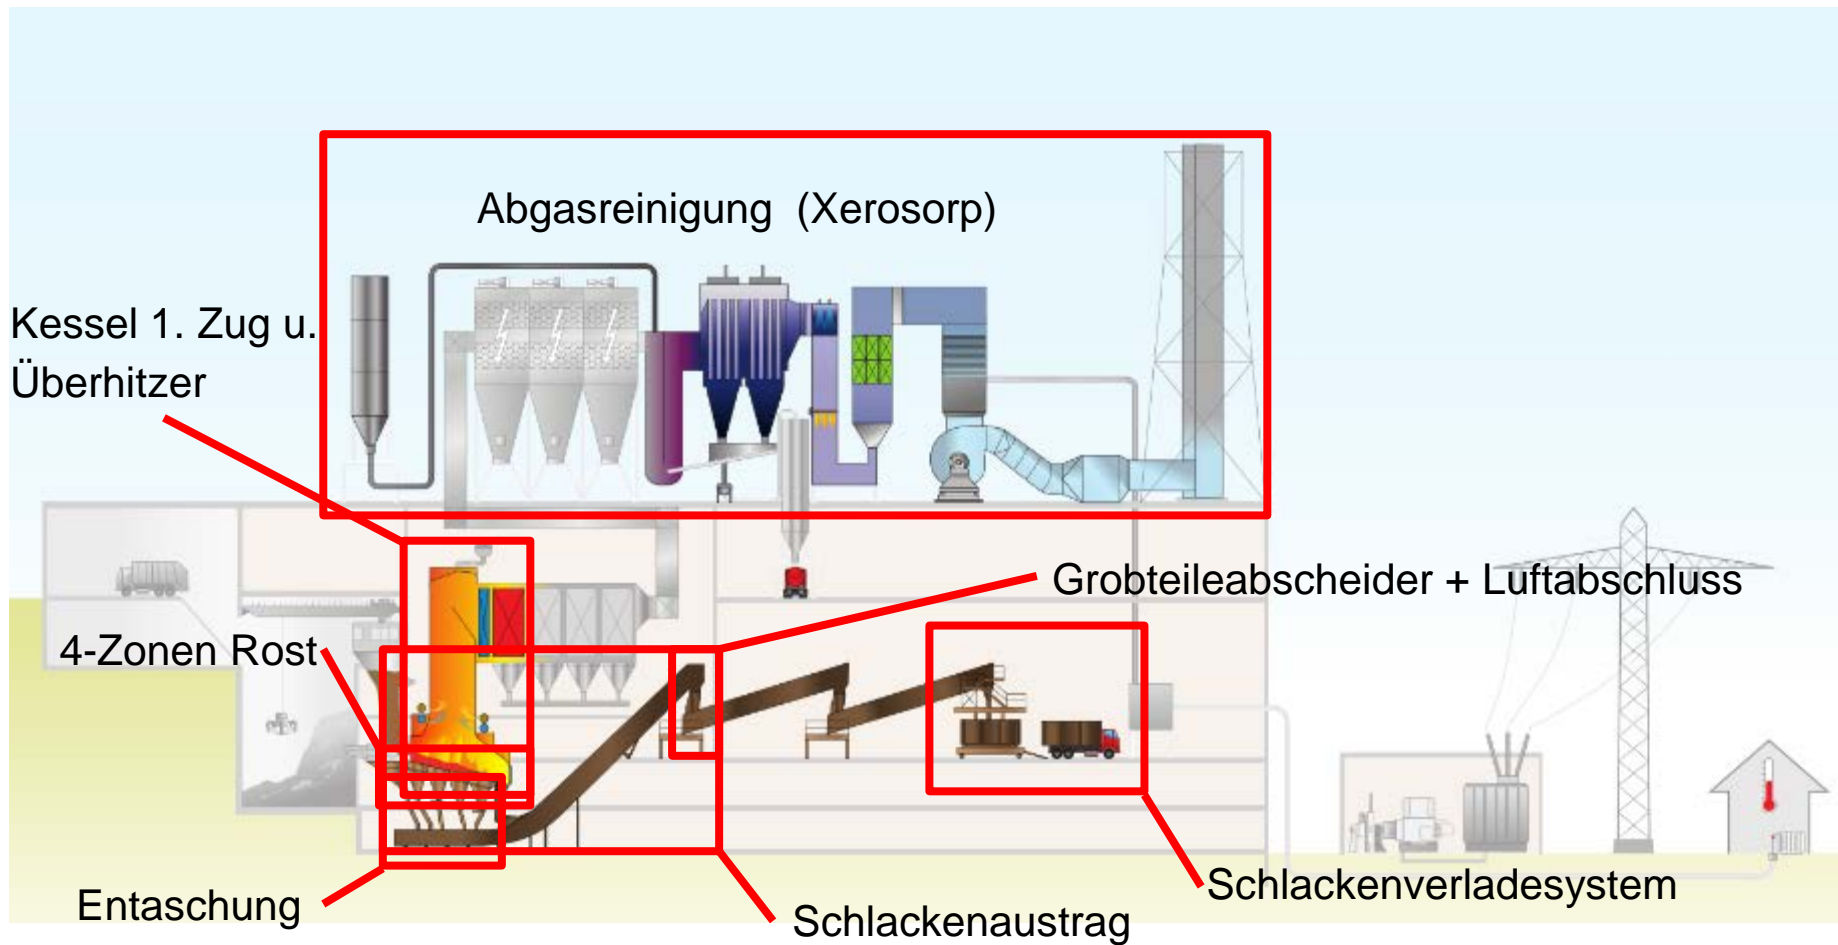 Abgasreinigung (Xerosorp)
Kessel 1. Zug u.
Überhitzer
Grobteileabscheider + Luftabschluss
4-Zonen Rost
Schlackenverladesystem
Entaschung
Schlackenaustrag